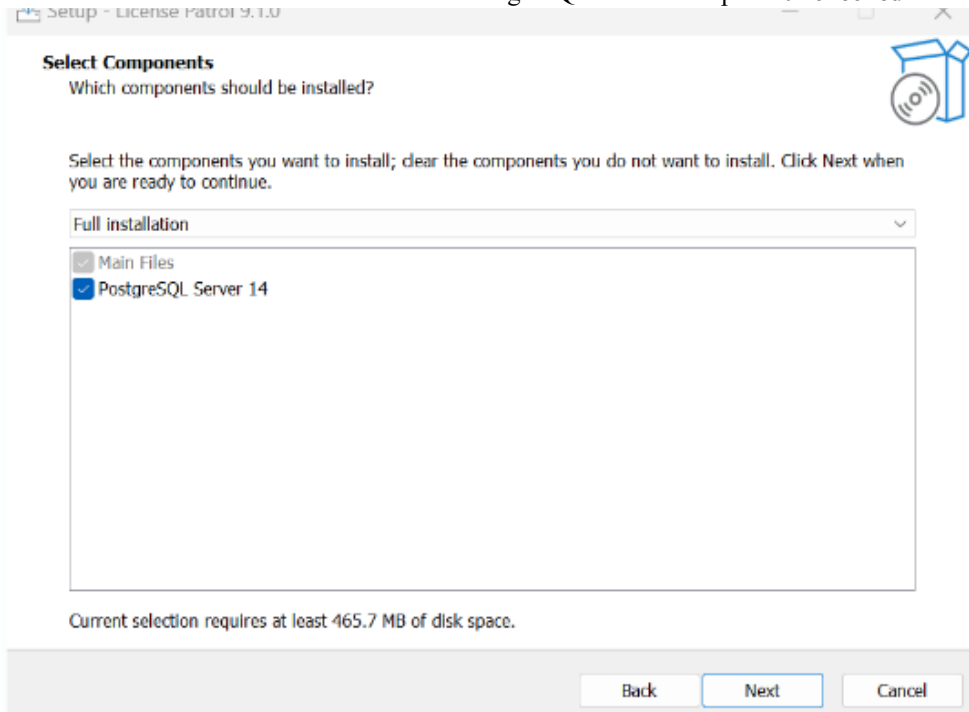 Setup - License Patrol 9.1.0
Select Components
Which components should be installed?
Select the components you want to install; clear the components you do not want to install. Click Next when
you are ready to continue.
Full installation
Main Files
PostgreSQL Server 14
Current selection requires at least 465.7 MB of disk space.
Back
Next
Cancel